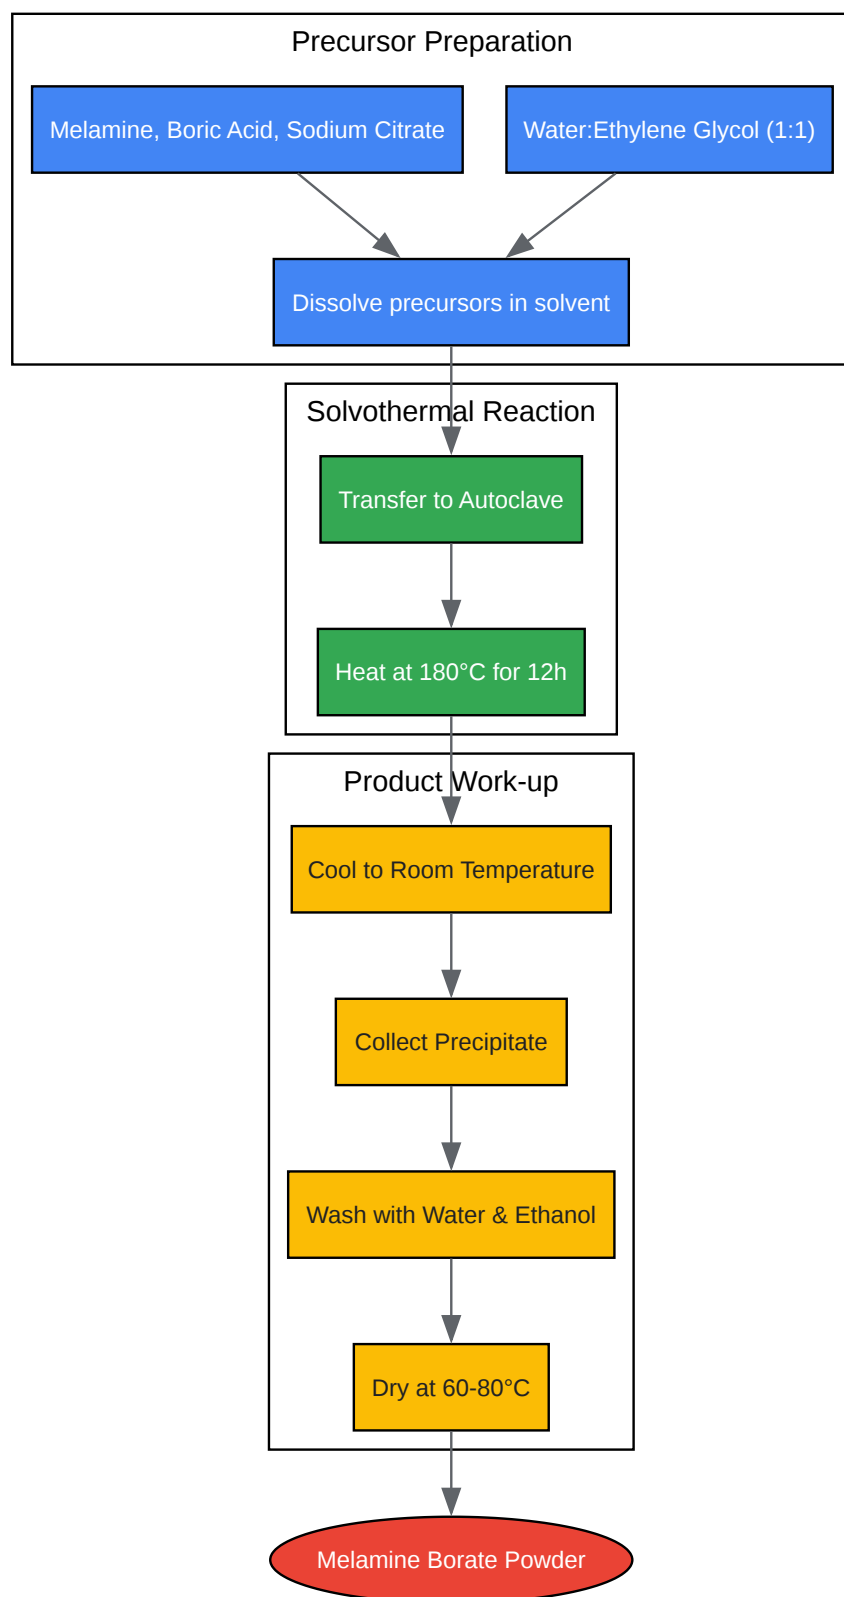 Precursor Preparation
Melamine, Boric Acid, Sodium Citrate
Water:Ethylene Glycol (1:1)
Dissolve precursors in solvent
Solvothermal Reaction
Transfer to Autoclave
Heat at 180°C for 12h
Product Work-up
Cool to Room Temperature
Collect Precipitate
Wash with Water & Ethanol
Dry at 60-80°C
Melamine Borate Powder